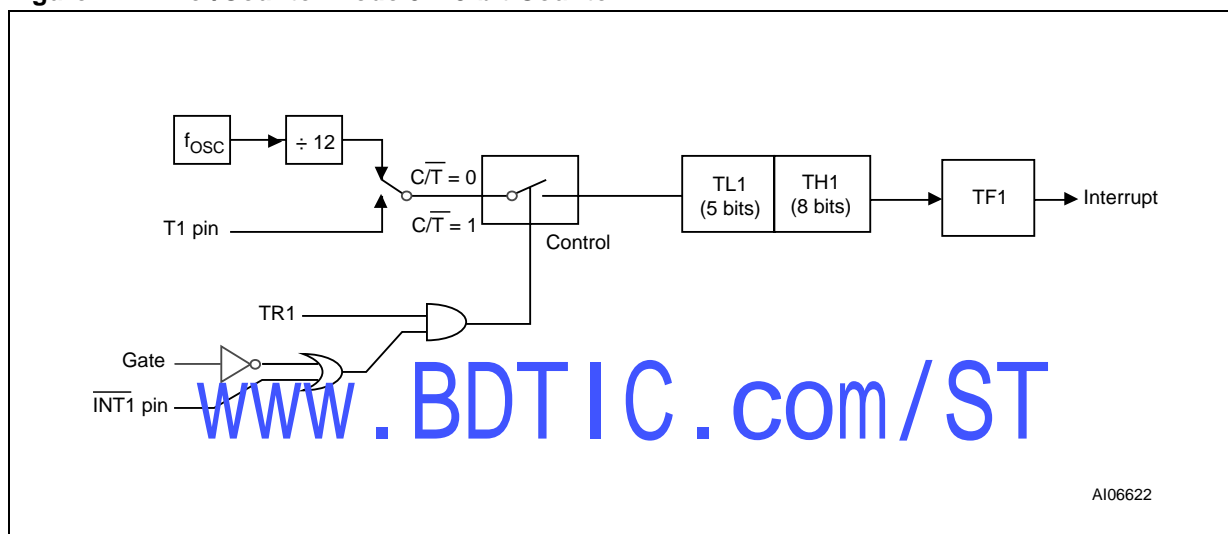 fOSC
÷ 12
C/T̅ = 0
TL1
(5 bits)
TH1
(8 bits)
TF1
Interrupt
T1 pin
C/T̅ = 1
Control
TR1
Gate
I̅N̅T̅1̅ pin
www.BDTIC.com/ST
AI06622